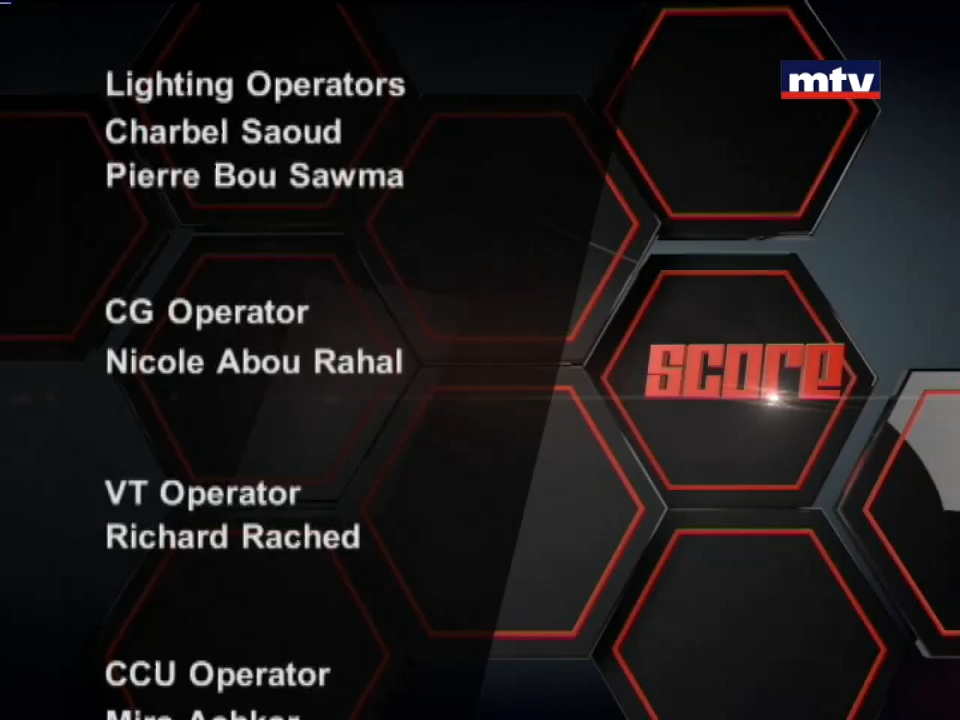 mtv
Lighting Operators
Charbel Saoud
Pierre Bou Sawma
CG Operator
Nicole Abou Rahal
score
VT Operator
Richard Rached
CCU Operator